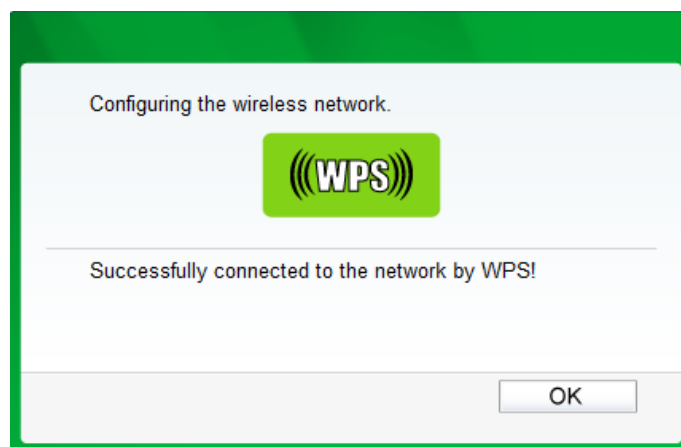 Configuring the wireless network.
WPS
Successfully connected to the network by WPS!
OK